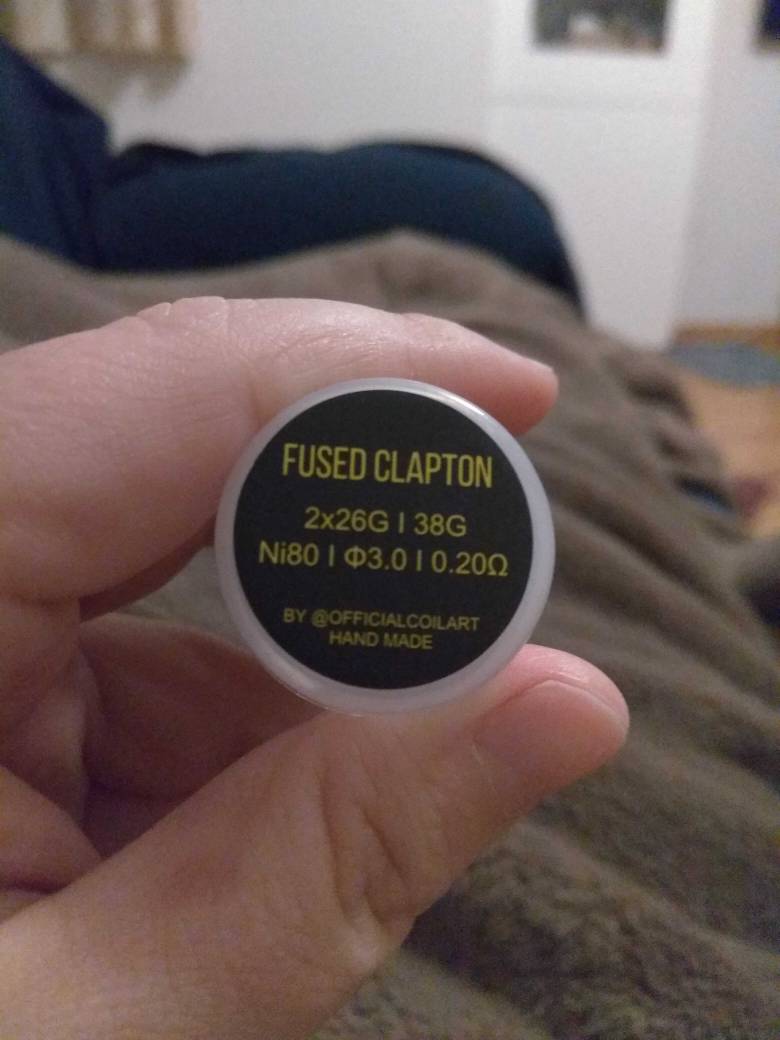 FUSED CLAPTON
2x26G I 38G
Ni80 I Φ3.0 I 0.20Ω
BY @OFFICIALCOILART
HAND MADE